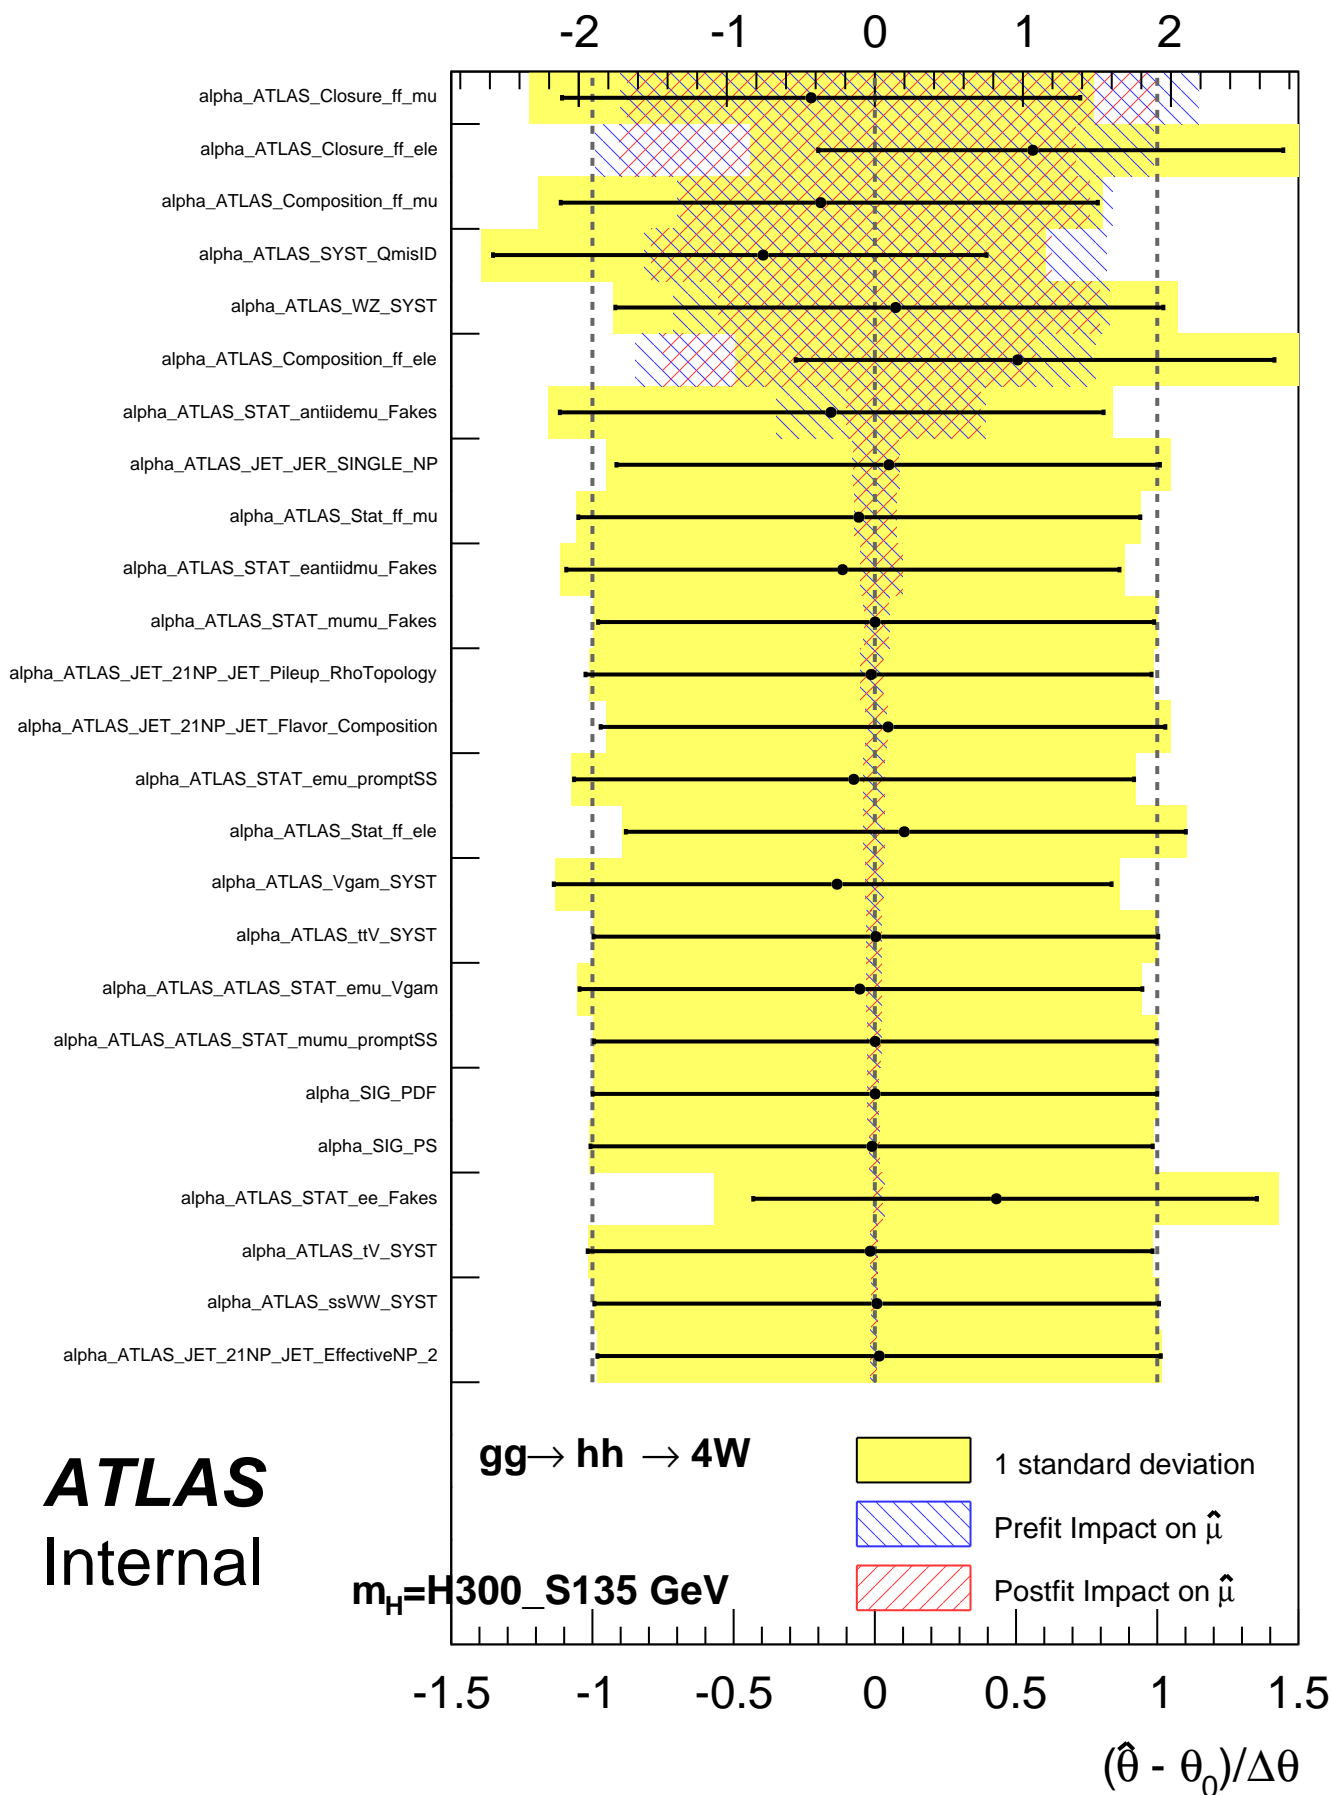 -2 -1 0 1 2
alpha_ATLAS_Closure_ff_mu
alpha_ATLAS_Closure_ff_ele
alpha_ATLAS_Composition_ff_mu
alpha_ATLAS_SYST_QmisID
alpha_ATLAS_WZ_SYST
alpha_ATLAS_Composition_ff_ele
alpha_ATLAS_STAT_antiidemu_Fakes
alpha_ATLAS_JET_JER_SINGLE_NP
alpha_ATLAS_Stat_ff_mu
alpha_ATLAS_STAT_eantiidmu_Fakes
alpha_ATLAS_STAT_mumu_Fakes
alpha_ATLAS_JET_21NP_JET_Pileup_RhoTopology
alpha_ATLAS_JET_21NP_JET_Flavor_Composition
alpha_ATLAS_STAT_emu_promptSS
alpha_ATLAS_Stat_ff_ele
alpha_ATLAS_Vgam_SYST
alpha_ATLAS_ttV_SYST
alpha_ATLAS_ATLAS_STAT_emu_Vgam
alpha_ATLAS_ATLAS_STAT_mumu_promptSS
alpha_SIG_PDF
alpha_SIG_PS
alpha_ATLAS_STAT_ee_Fakes
alpha_ATLAS_tV_SYST
alpha_ATLAS_ssWW_SYST
alpha_ATLAS_JET_21NP_JET_EffectiveNP_2
ATLAS
Internal
gg→ hh → 4W
m_H=H300_S135 GeV
1 standard deviation
Prefit Impact on μ̂
Postfit Impact on μ̂
-1.5 -1 -0.5 0 0.5 1 1.5
(θ̂ - θ₀)/Δθ